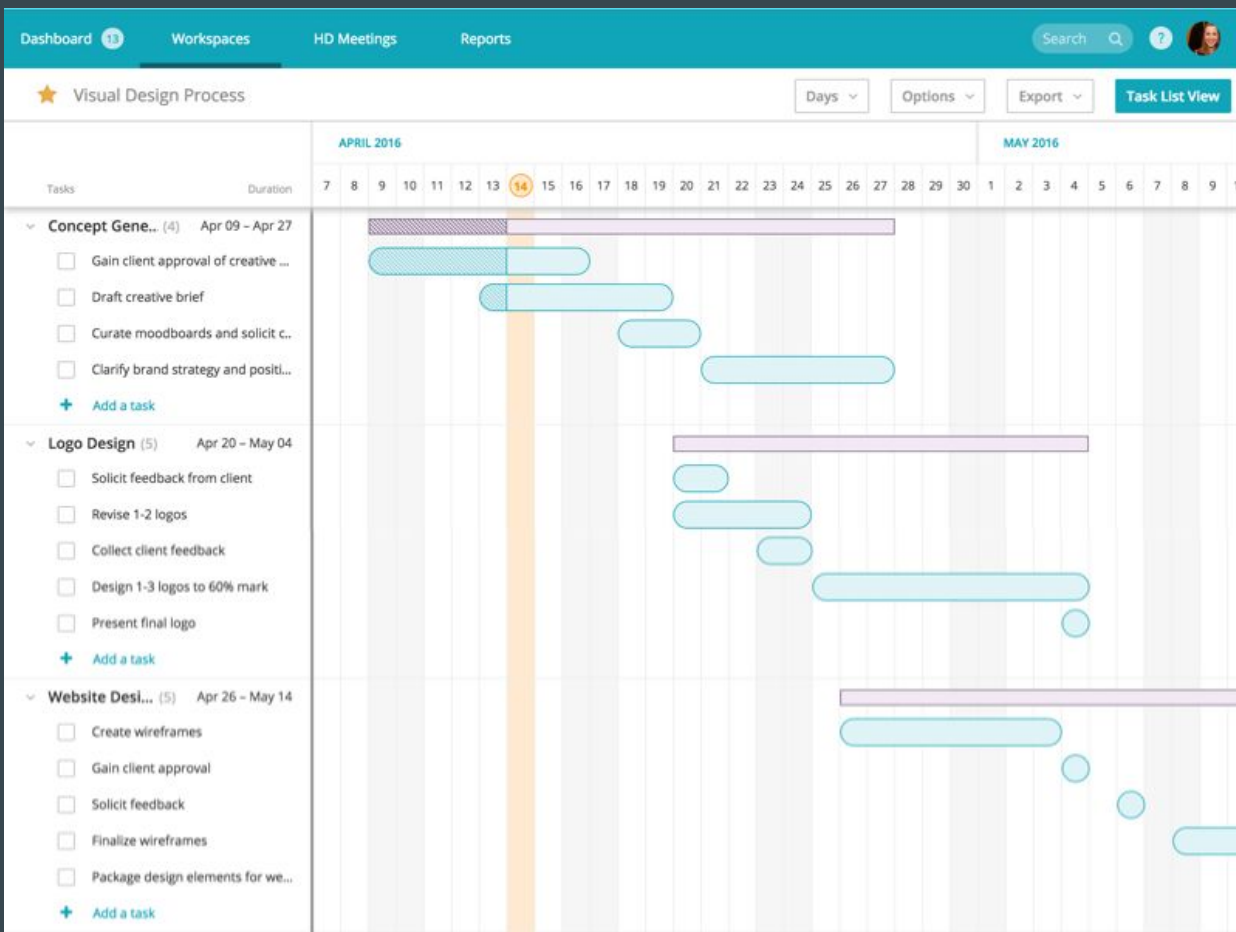 Dashboard 13 Workspaces HD Meetings Reports Search ?
Visual Design Process Days Options Export Task List View
APRIL 2016 MAY 2016
Tasks Duration 7 8 9 10 11 12 13 14 15 16 17 18 19 20 21 22 23 24 25 26 27 28 29 30 1 2 3 4 5 6 7 8 9
Concept Gene.. (4) Apr 09 – Apr 27
Gain client approval of creative ...
Draft creative brief
Curate moodboards and solicit c..
Clarify brand strategy and positi...
+ Add a task
Logo Design (5) Apr 20 – May 04
Solicit feedback from client
Revise 1-2 logos
Collect client feedback
Design 1-3 logos to 60% mark
Present final logo
+ Add a task
Website Desi... (5) Apr 26 – May 14
Create wireframes
Gain client approval
Solicit feedback
Finalize wireframes
Package design elements for we...
+ Add a task